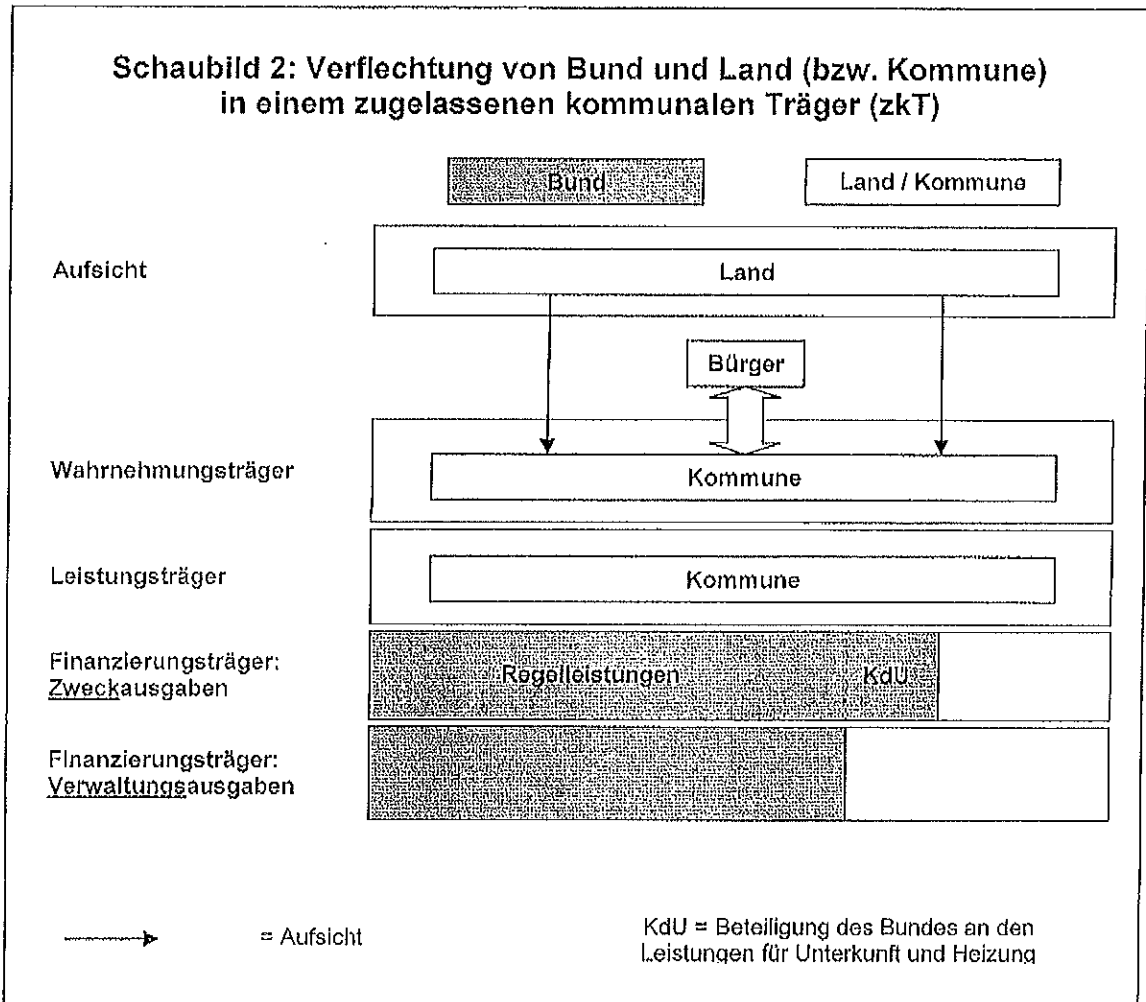 Schaubild 2: Verflechtung von Bund und Land (bzw. Kommune)
in einem zugelassenen kommunalen Träger (zkT)
Bund
Land / Kommune
Aufsicht
Land
Bürger
Wahrnehmungsträger
Kommune
Leistungsträger
Kommune
Finanzierungsträger:
Zweckausgaben
Regelleistungen
KdU
Finanzierungsträger:
Verwaltungsausgaben
= Aufsicht
KdU = Beteiligung des Bundes an den
Leistungen für Unterkunft und Heizung